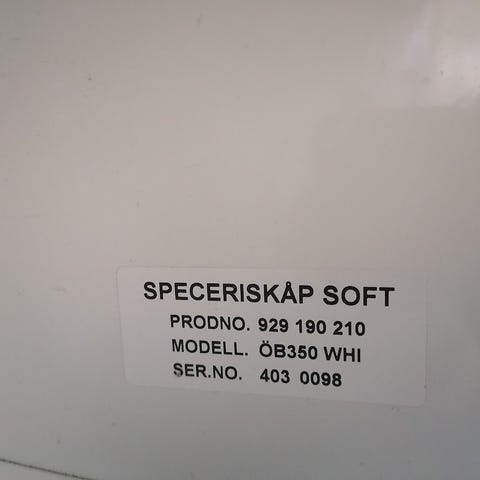 SPECERISKÅP SOFT
PRODNO. 929 190 210
MODELL. ÖB350 WHI
SER.NO. 403 0098